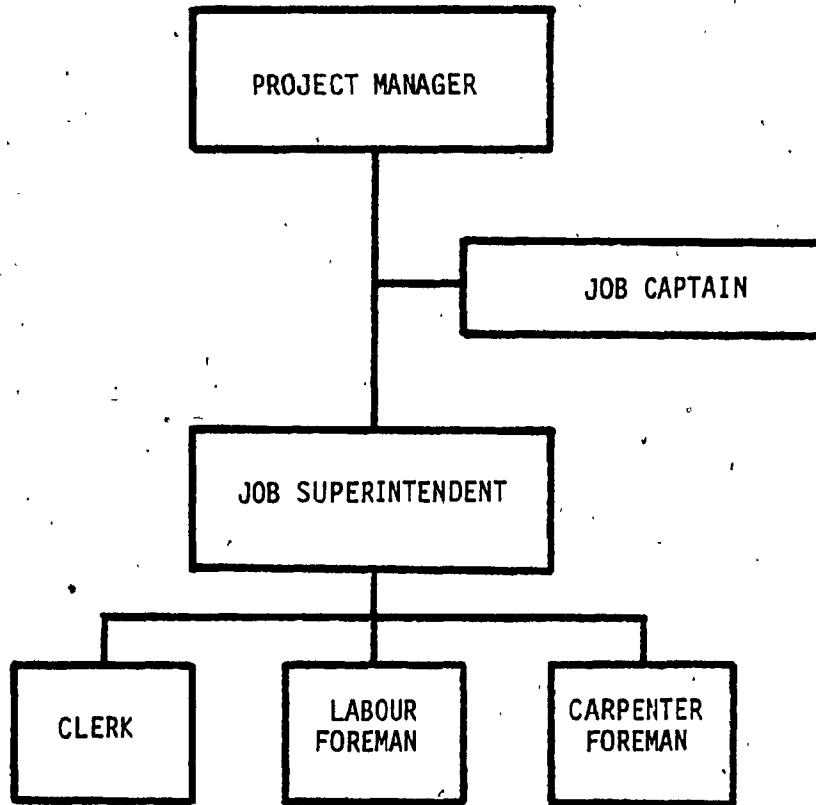 PROJECT MANAGER
JOB CAPTAIN
JOB SUPERINTENDENT
CLERK
LABOUR
FOREMAN
CARPENTER
FOREMAN